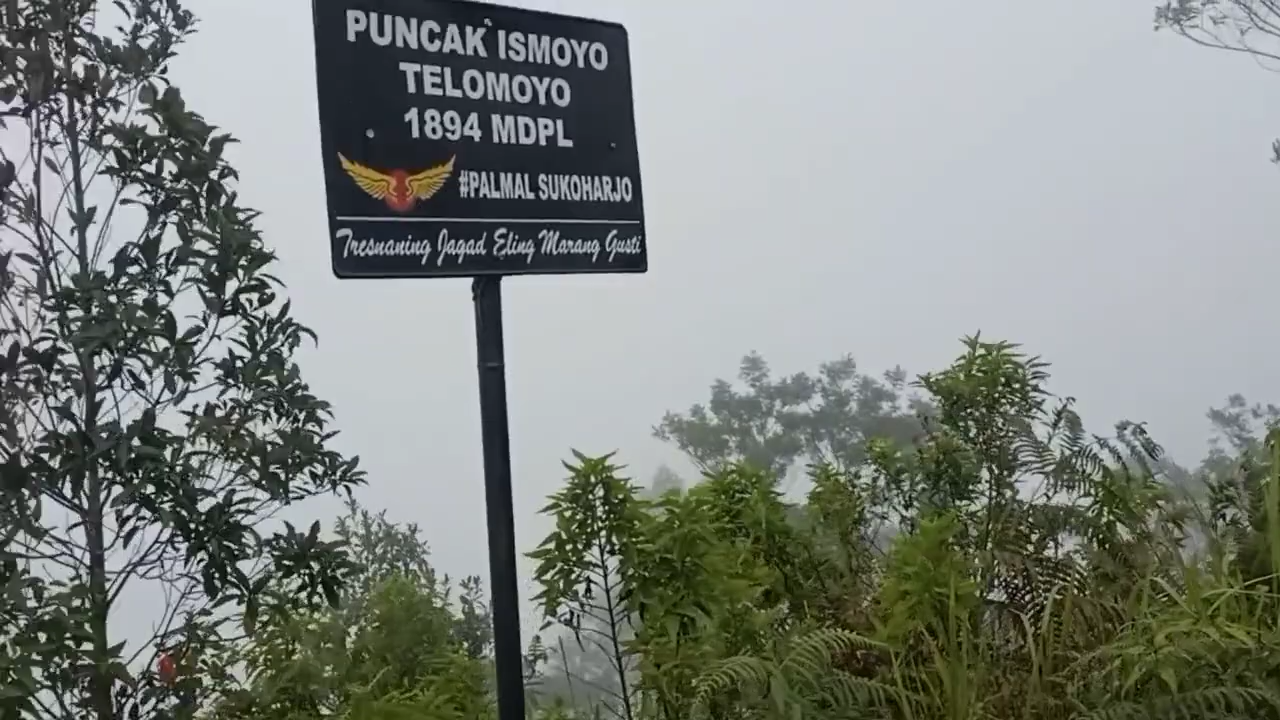 PUNCAK ISMOYO
TELOMOYO
1894 MDPL
#PALMAL SUKOHARJO
Tresnaning Jagad Eling Marang Gusti